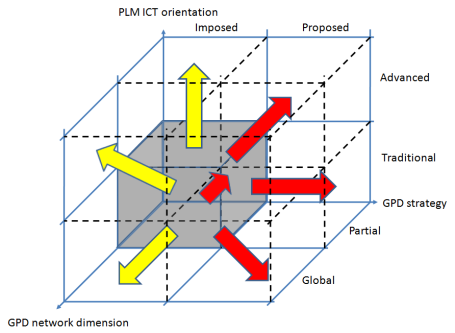 PLM ICT orientation
Imposed
Proposed
Advanced
Traditional
GPD strategy
Partial
Global
GPD network dimension